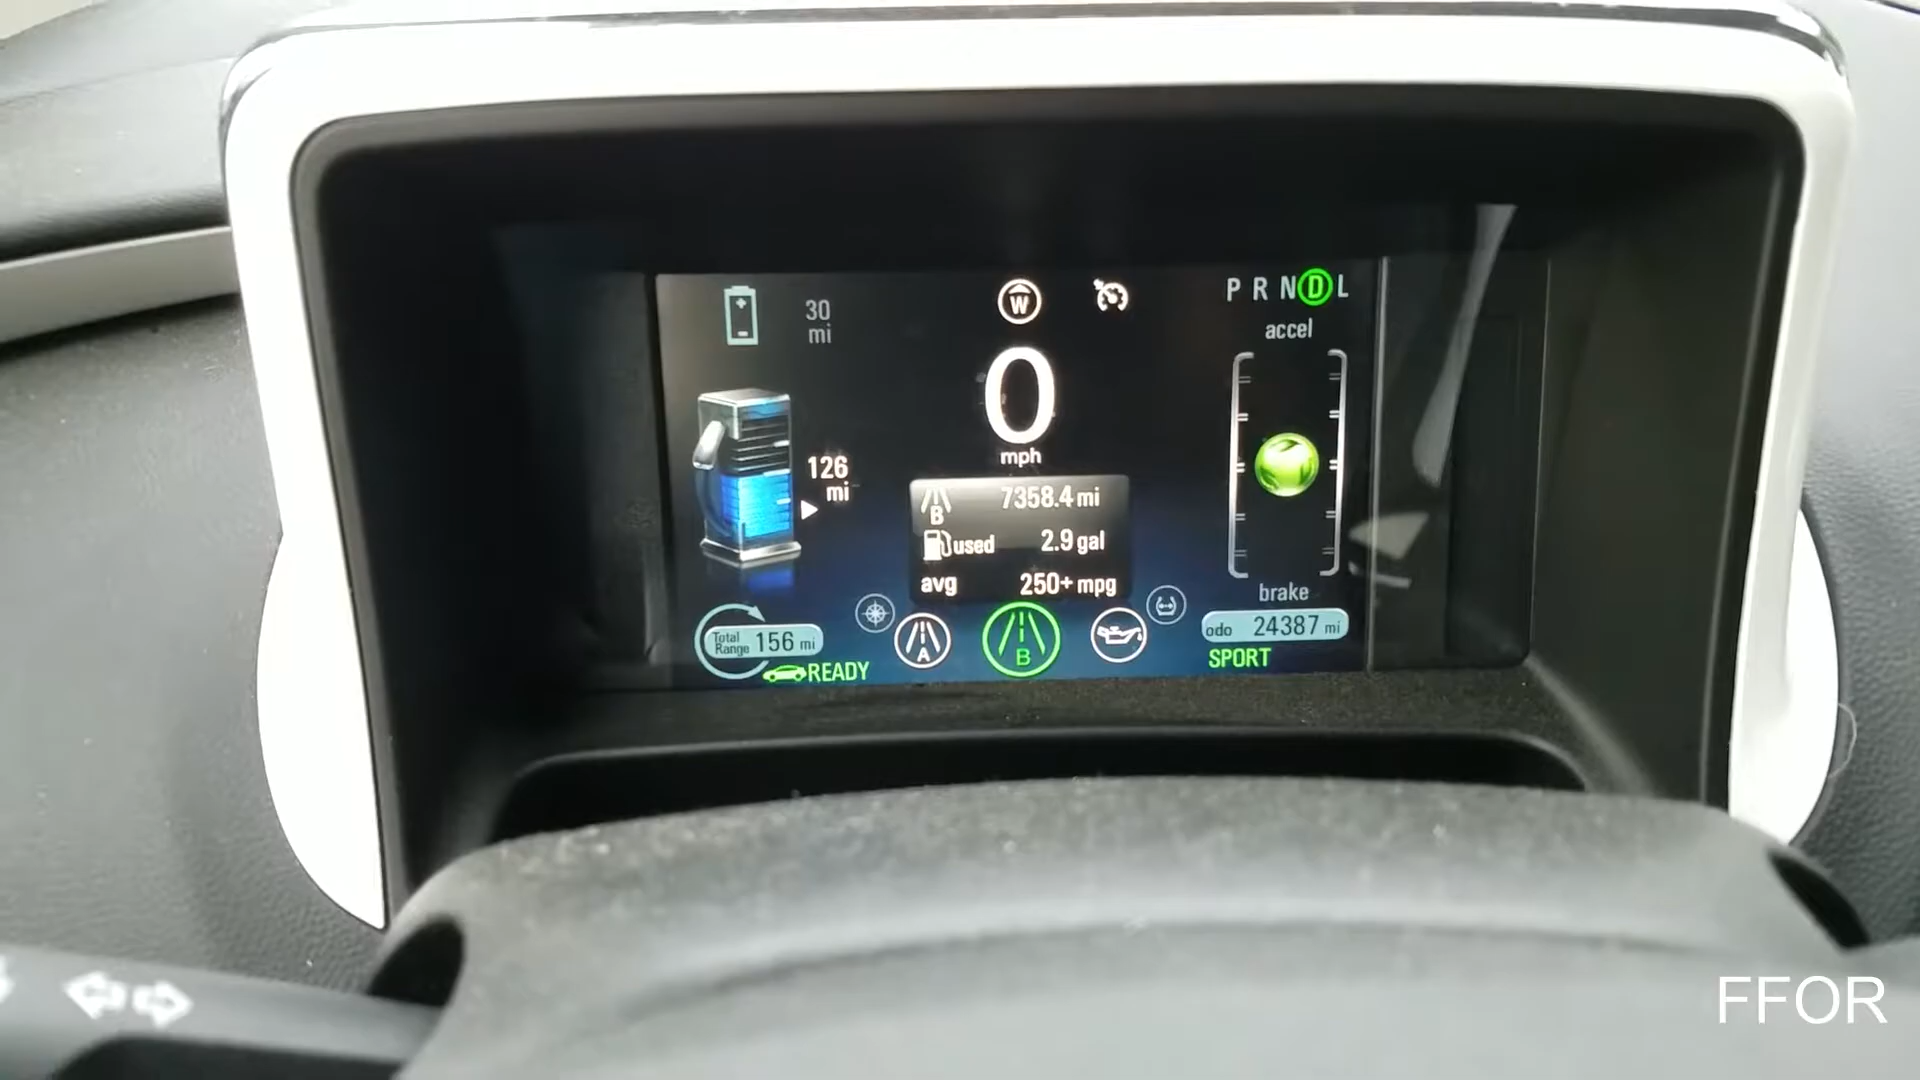 30
mi
W
P R N D L
accel
0
mph
126
mi
B 7358.4 mi
used 2.9 gal
avg 250+ mpg
brake
Total Range 156 mi
A
B
odo 24387 mi
READY
SPORT
FFOR